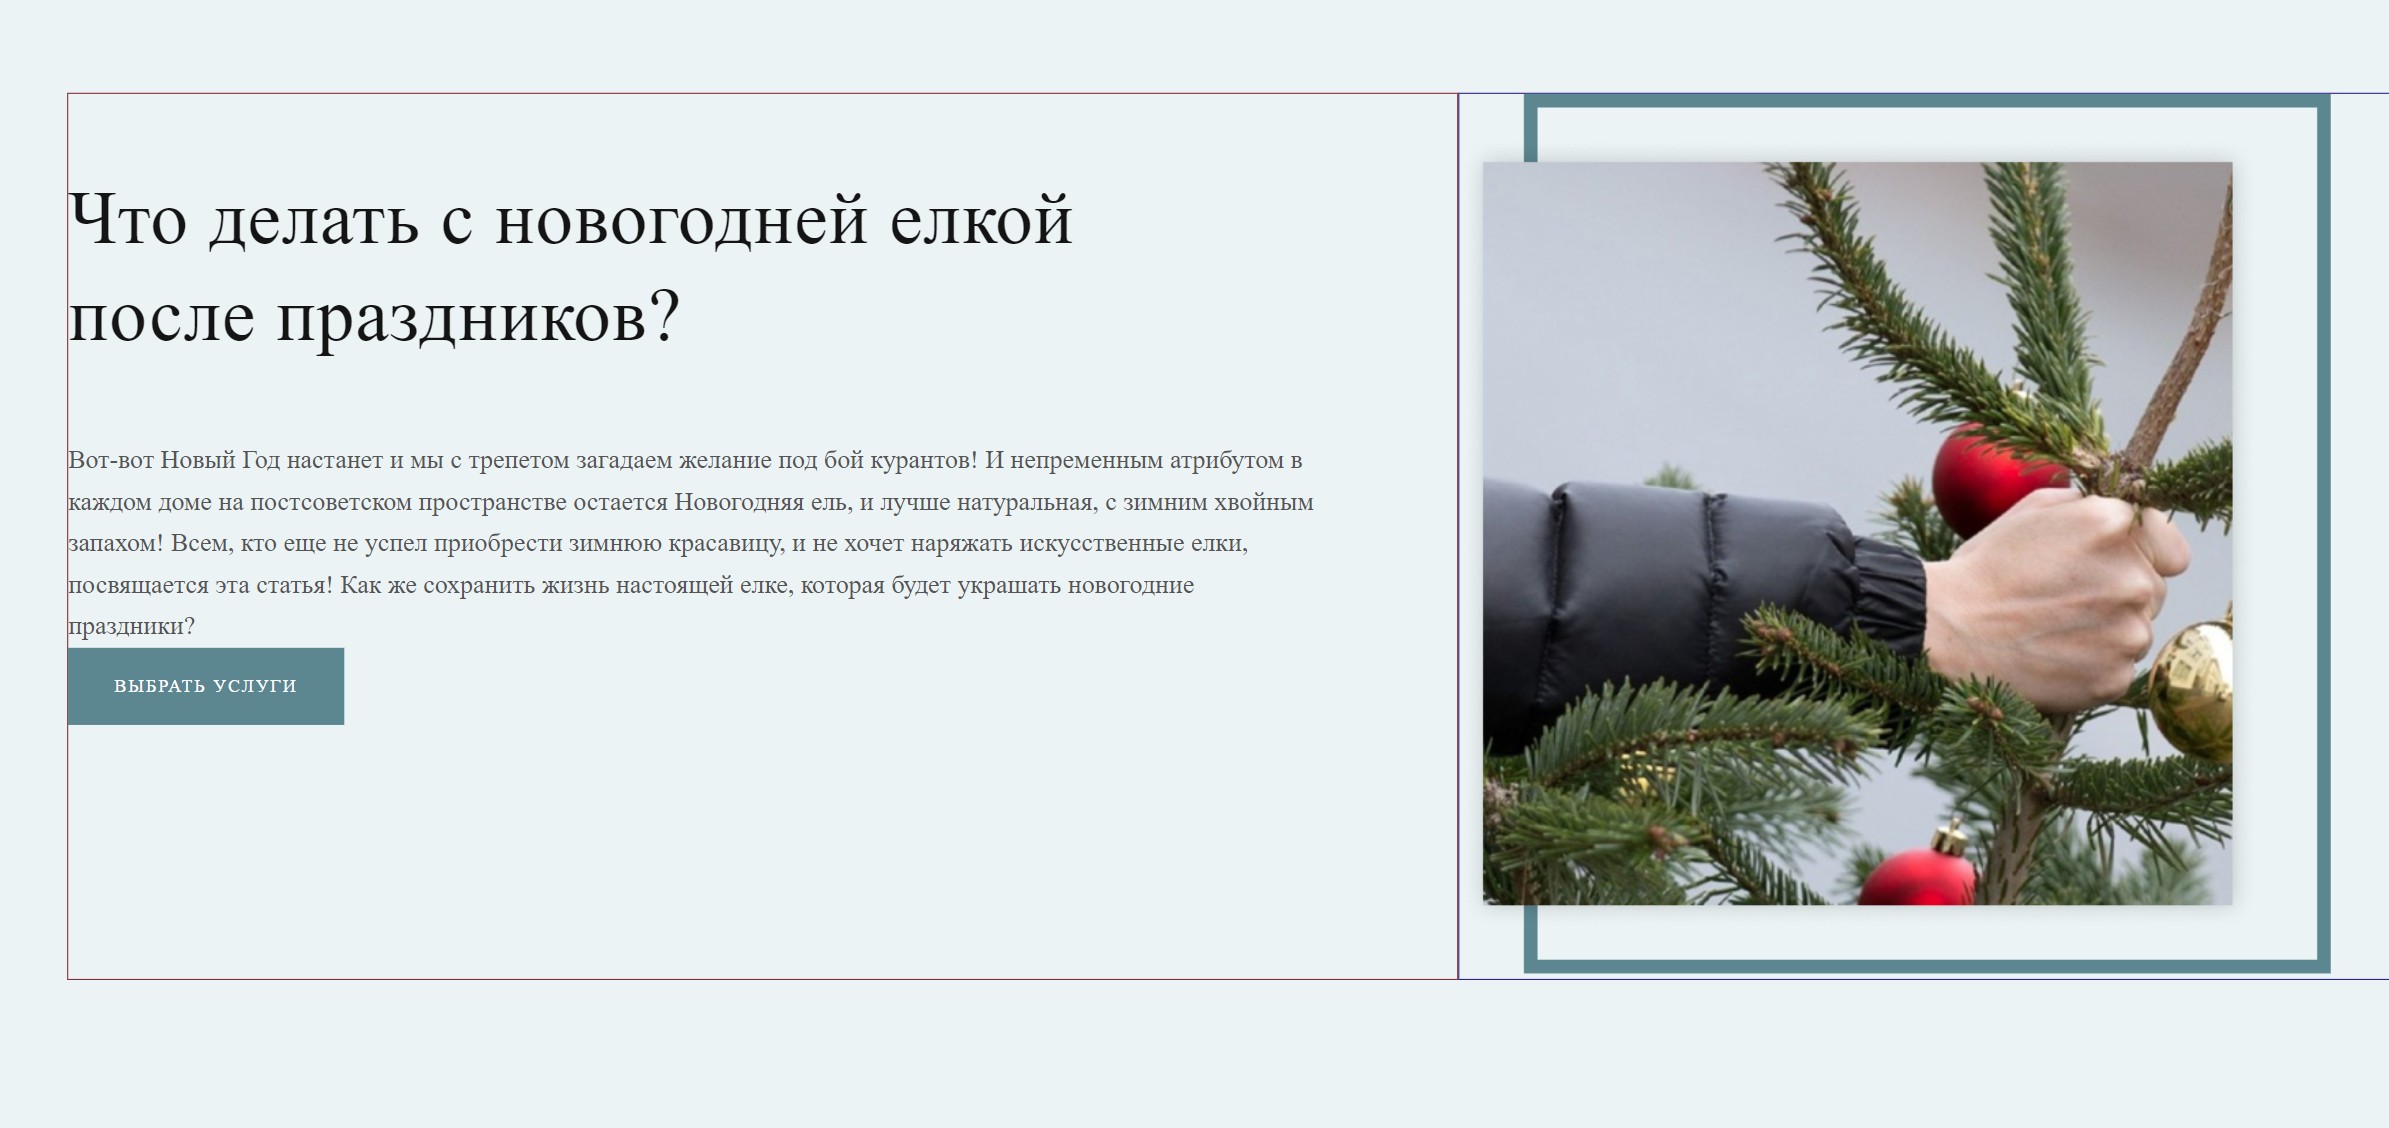 Что делать с новогодней елкой
после праздников?
Вот-вот Новый Год настанет и мы с трепетом загадаем желание под бой курантов! И непременным атрибутом в
каждом доме на постсоветском пространстве остается Новогодняя ель, и лучше натуральная, с зимним хвойным
запахом! Всем, кто еще не успел приобрести зимнюю красавицу, и не хочет наряжать искусственные елки,
посвящается эта статья! Как же сохранить жизнь настоящей елке, которая будет украшать новогодние
праздники?
ВЫБРАТЬ УСЛУГИ